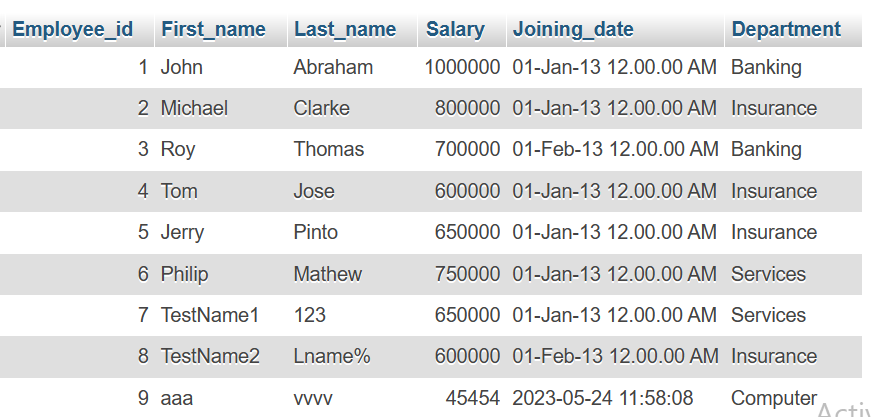 Employee_id First_name Last_name Salary Joining_date Department
1 John Abraham 1000000 01-Jan-13 12.00.00 AM Banking
2 Michael Clarke 800000 01-Jan-13 12.00.00 AM Insurance
3 Roy Thomas 700000 01-Feb-13 12.00.00 AM Banking
4 Tom Jose 600000 01-Jan-13 12.00.00 AM Insurance
5 Jerry Pinto 650000 01-Jan-13 12.00.00 AM Insurance
6 Philip Mathew 750000 01-Jan-13 12.00.00 AM Services
7 TestName1 123 650000 01-Jan-13 12.00.00 AM Services
8 TestName2 Lname% 600000 01-Feb-13 12.00.00 AM Insurance
9 aaa vvvv 45454 2023-05-24 11:58:08 Computer